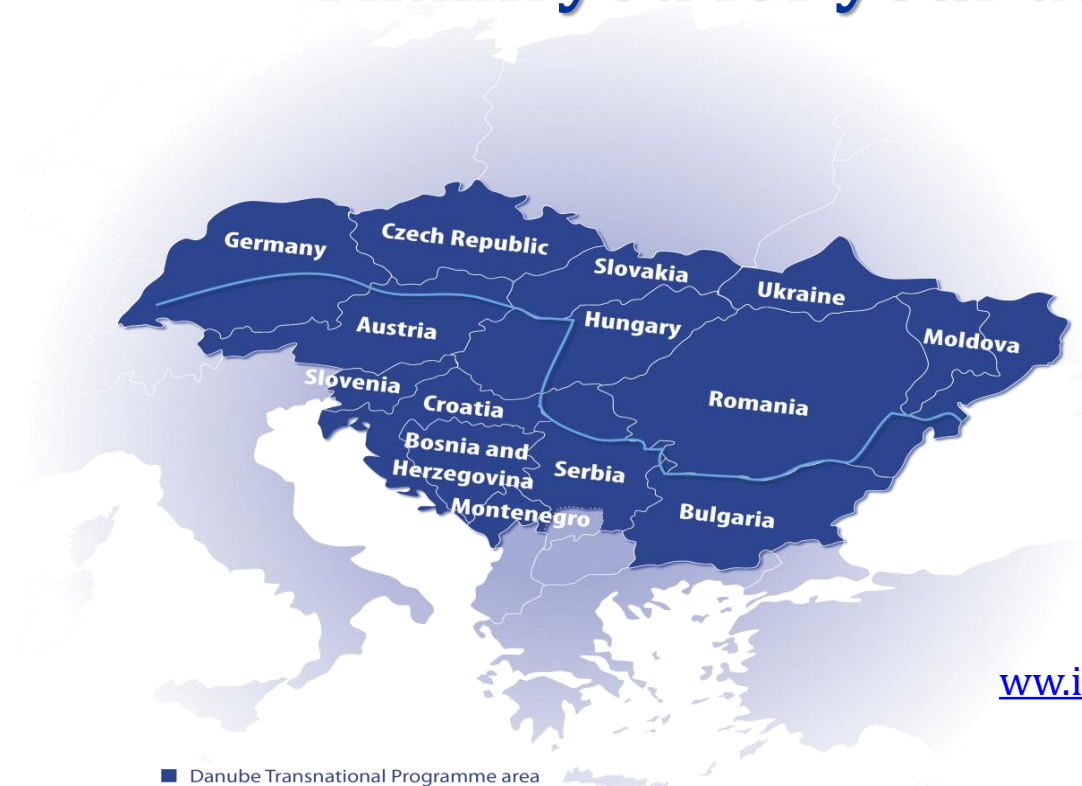 Germany
Czech Republic
Slovakia
Ukraine
Austria
Hungary
Moldova
Slovenia
Croatia
Romania
Bosnia and
Herzegovina
Serbia
Montenegro
Bulgaria
ww.i
Danube Transnational Programme area